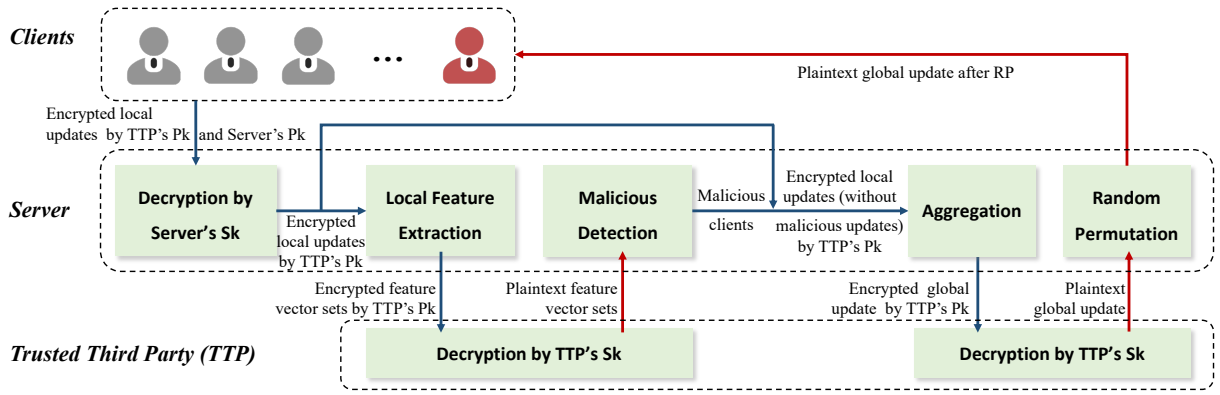 Clients
...
Plaintext global update after RP
Encrypted local
updates by TTP's Pk and Server's Pk
Server
Decryption by
Server's Sk
Encrypted
local updates
by TTP's Pk
Local Feature
Extraction
Malicious
Detection
Malicious
clients
Encrypted local
updates (without
malicious updates)
by TTP's Pk
Aggregation
Random
Permutation
Encrypted feature
vector sets by TTP's Pk
Plaintext feature
vector sets
Encrypted global
update by TTP's Pk
Plaintext
global update
Trusted Third Party (TTP)
Decryption by TTP's Sk
Decryption by TTP's Sk